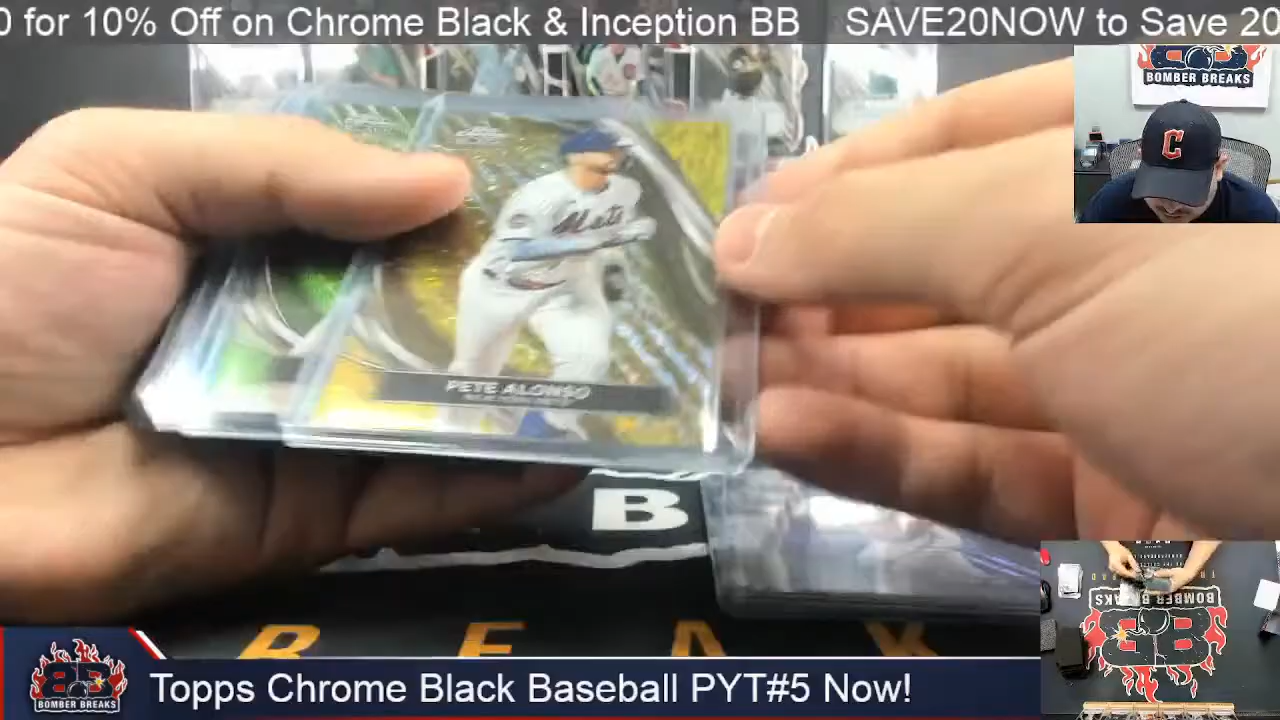 0 for 10% Off on Chrome Black & Inception BB SAVE20NOW to Save 20
BOMBER BREAKS
C
Mets
PETE ALONSO
B
B R E A K
BOMBER BREAKS
BOMBER BREAKS
Topps Chrome Black Baseball PYT#5 Now!